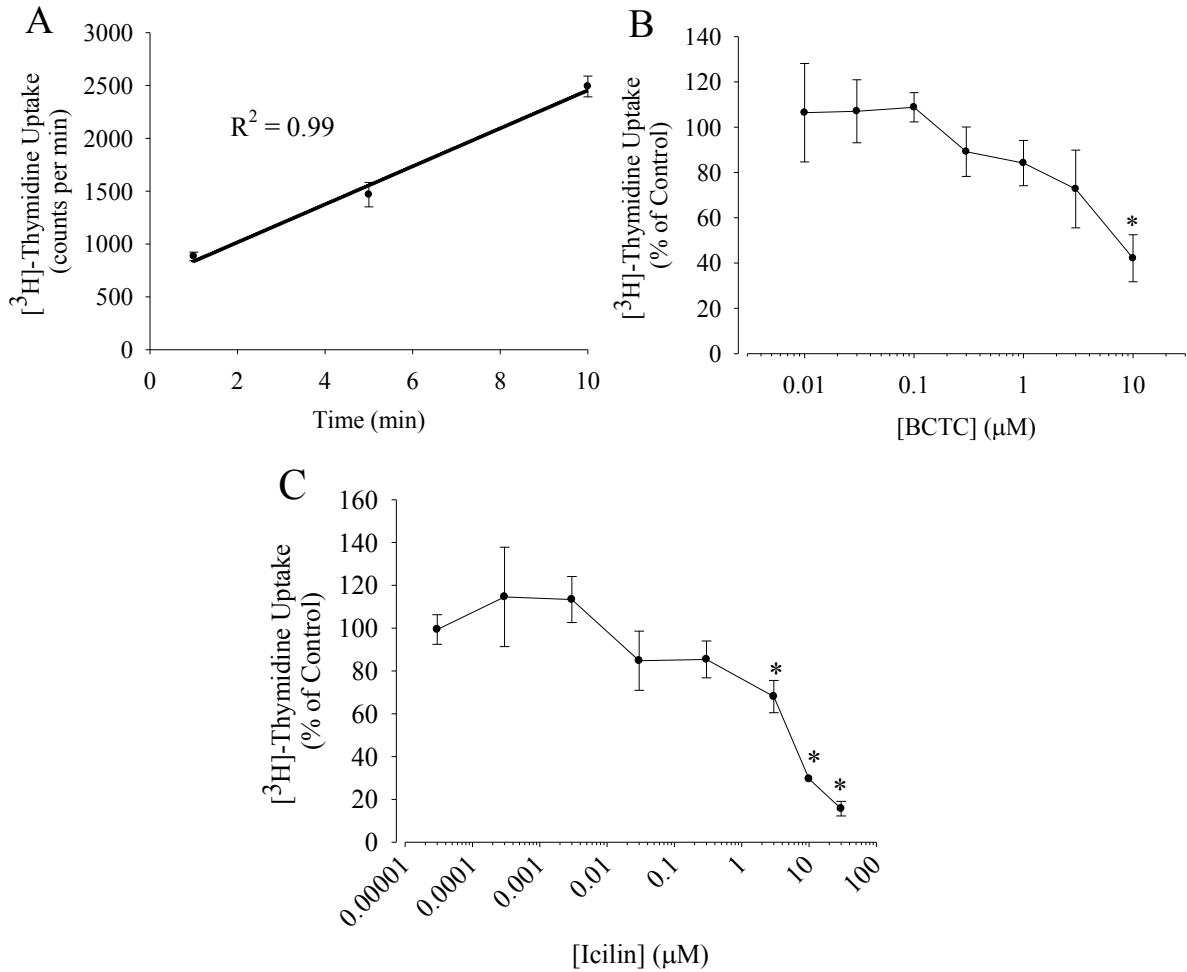 A
[³H]-Thymidine Uptake
(counts per min)
3000
2500
2000
1500
1000
500
0
R² = 0.99
0 2 4 6 8 10
Time (min)
B
[³H]-Thymidine Uptake
(% of Control)
140
120
100
80
60
40
20
0
*
0.01 0.1 1 10
[BCTC] (μM)
C
[³H]-Thymidine Uptake
(% of Control)
160
140
120
100
80
60
40
20
0
*
*
*
0.00001 0.0001 0.001 0.01 0.1 1 10 100
[Icilin] (μM)